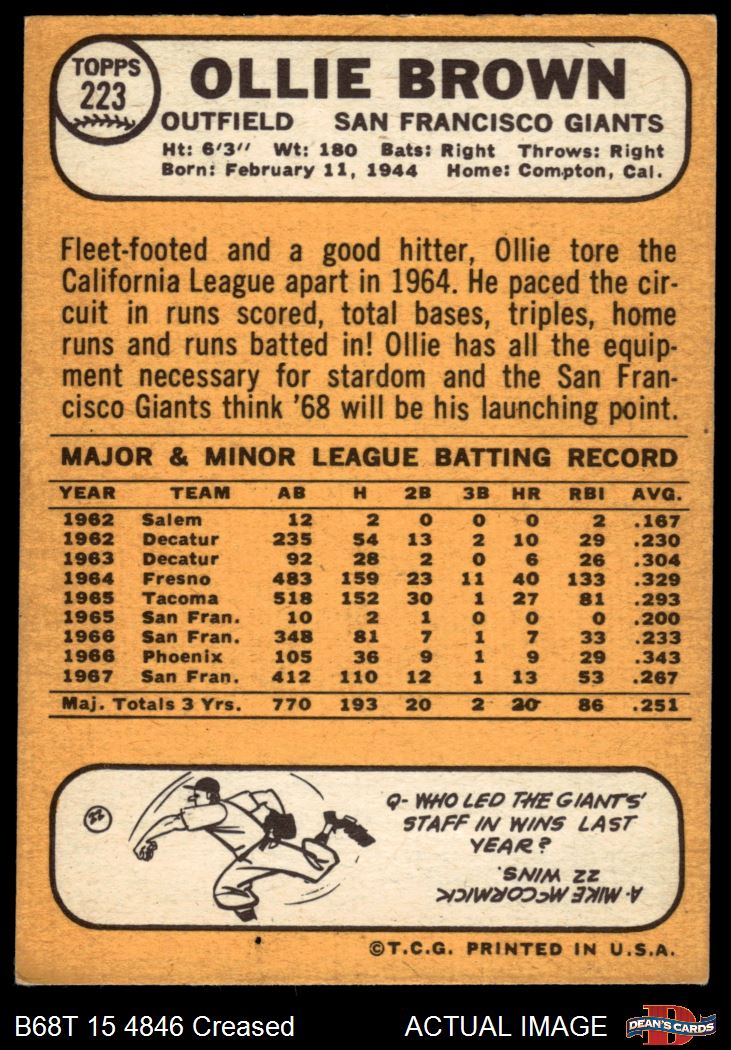 TOPPS
223
OLLIE BROWN
OUTFIELD SAN FRANCISCO GIANTS
Ht: 6'3'' Wt: 180 Bats: Right Throws: Right
Born: February 11, 1944 Home: Compton, Cal.
Fleet-footed and a good hitter, Ollie tore the
California League apart in 1964. He paced the cir-
cuit in runs scored, total bases, triples, home
runs and runs batted in! Ollie has all the equip-
ment necessary for stardom and the San Fran-
cisco Giants think '68 will be his launching point.
MAJOR & MINOR LEAGUE BATTING RECORD
YEAR TEAM AB H 2B 3B HR RBI AVG.
1962 Salem 12 2 0 0 0 2 .167
1962 Decatur 235 54 13 2 10 29 .230
1963 Decatur 92 28 2 0 6 26 .304
1964 Fresno 483 159 23 11 40 133 .329
1965 Tacoma 518 152 30 1 27 81 .293
1965 San Fran. 10 2 1 0 0 0 .200
1966 San Fran. 348 81 7 1 7 33 .233
1966 Phoenix 105 36 9 1 9 29 .343
1967 San Fran. 412 110 12 1 13 53 .267
Maj. Totals 3 Yrs. 770 193 20 2 20 86 .251
Q- WHO LED THE GIANTS'
STAFF IN WINS LAST
YEAR?
A- MIKE McCORMICK
22 WINS.
22
©T.C.G. PRINTED IN U.S.A.
B68T 15 4846 Creased ACTUAL IMAGE
D
DEAN'S CARDS